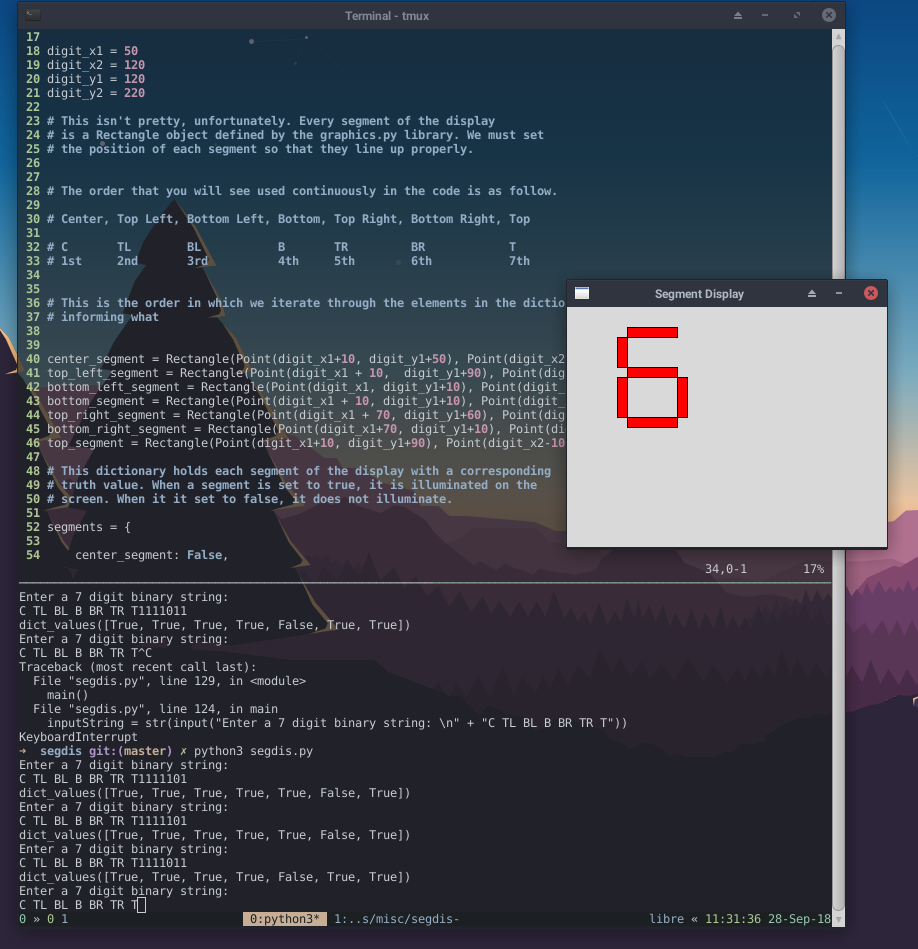 Terminal - tmux
17
18 digit_x1 = 50
19 digit_x2 = 120
20 digit_y1 = 120
21 digit_y2 = 220
22
23 # This isn't pretty, unfortunately. Every segment of the display
24 # is a Rectangle object defined by the graphics.py library. We must set
25 # the position of each segment so that they line up properly.
26
27
28 # The order that you will see used continuously in the code is as follow.
29
30 # Center, Top Left, Bottom Left, Bottom, Top Right, Bottom Right, Top
31
32 # C       TL        BL           B       TR         BR            T
33 # 1st     2nd       3rd          4th     5th        6th           7th
34
35
36 # This is the order in which we iterate through the elements in the dictio
37 # informing what
38
39
40 center_segment = Rectangle(Point(digit_x1+10, digit_y1+50), Point(digit_x2
41 top_left_segment = Rectangle(Point(digit_x1 + 10,  digit_y1+90), Point(dig
42 bottom_left_segment = Rectangle(Point(digit_x1, digit_y1+10), Point(digit_
43 bottom_segment = Rectangle(Point(digit_x1 + 10, digit_y1+10), Point(digit_
44 top_right_segment = Rectangle(Point(digit_x1 + 70, digit_y1+60), Point(dig
45 bottom_right_segment = Rectangle(Point(digit_x1+70, digit_y1+10), Point(di
46 top_segment = Rectangle(Point(digit_x1+10, digit_y1+90), Point(digit_x2-10
47
48 # This dictionary holds each segment of the display with a corresponding
49 # truth value. When a segment is set to true, it is illuminated on the
50 # screen. When it it set to false, it does not illuminate.
51
52 segments = {
53
54     center_segment: False,
34,0-1        17%
Segment Display
6
Enter a 7 digit binary string:
C TL BL B BR TR T1111011
dict_values([True, True, True, True, False, True, True])
Enter a 7 digit binary string:
C TL BL B BR TR T^C
Traceback (most recent call last):
  File "segdis.py", line 129, in <module>
    main()
  File "segdis.py", line 124, in main
    inputString = str(input("Enter a 7 digit binary string: \n" + "C TL BL B BR TR T"))
KeyboardInterrupt
➜  segdis git:(master) ✗ python3 segdis.py
Enter a 7 digit binary string:
C TL BL B BR TR T1111101
dict_values([True, True, True, True, True, False, True])
Enter a 7 digit binary string:
C TL BL B BR TR T1111101
dict_values([True, True, True, True, True, False, True])
Enter a 7 digit binary string:
C TL BL B BR TR T1111011
dict_values([True, True, True, True, False, True, True])
Enter a 7 digit binary string:
C TL BL B BR TR T
0 » 0 1 0:python3* 1:..s/misc/segdis- libre « 11:31:36 28-Sep-18